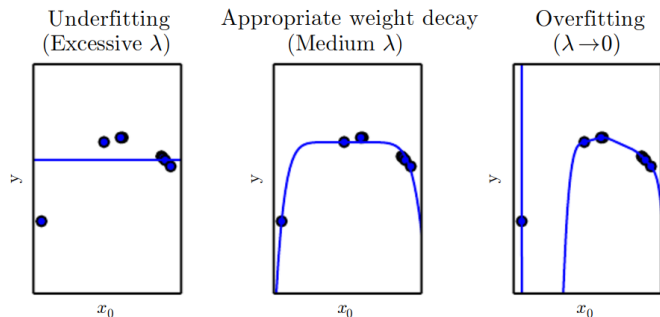 Underfitting
(Excessive λ)
Appropriate weight decay
(Medium λ)
Overfitting
(λ→0)
y
x₀
y
x₀
y
x₀